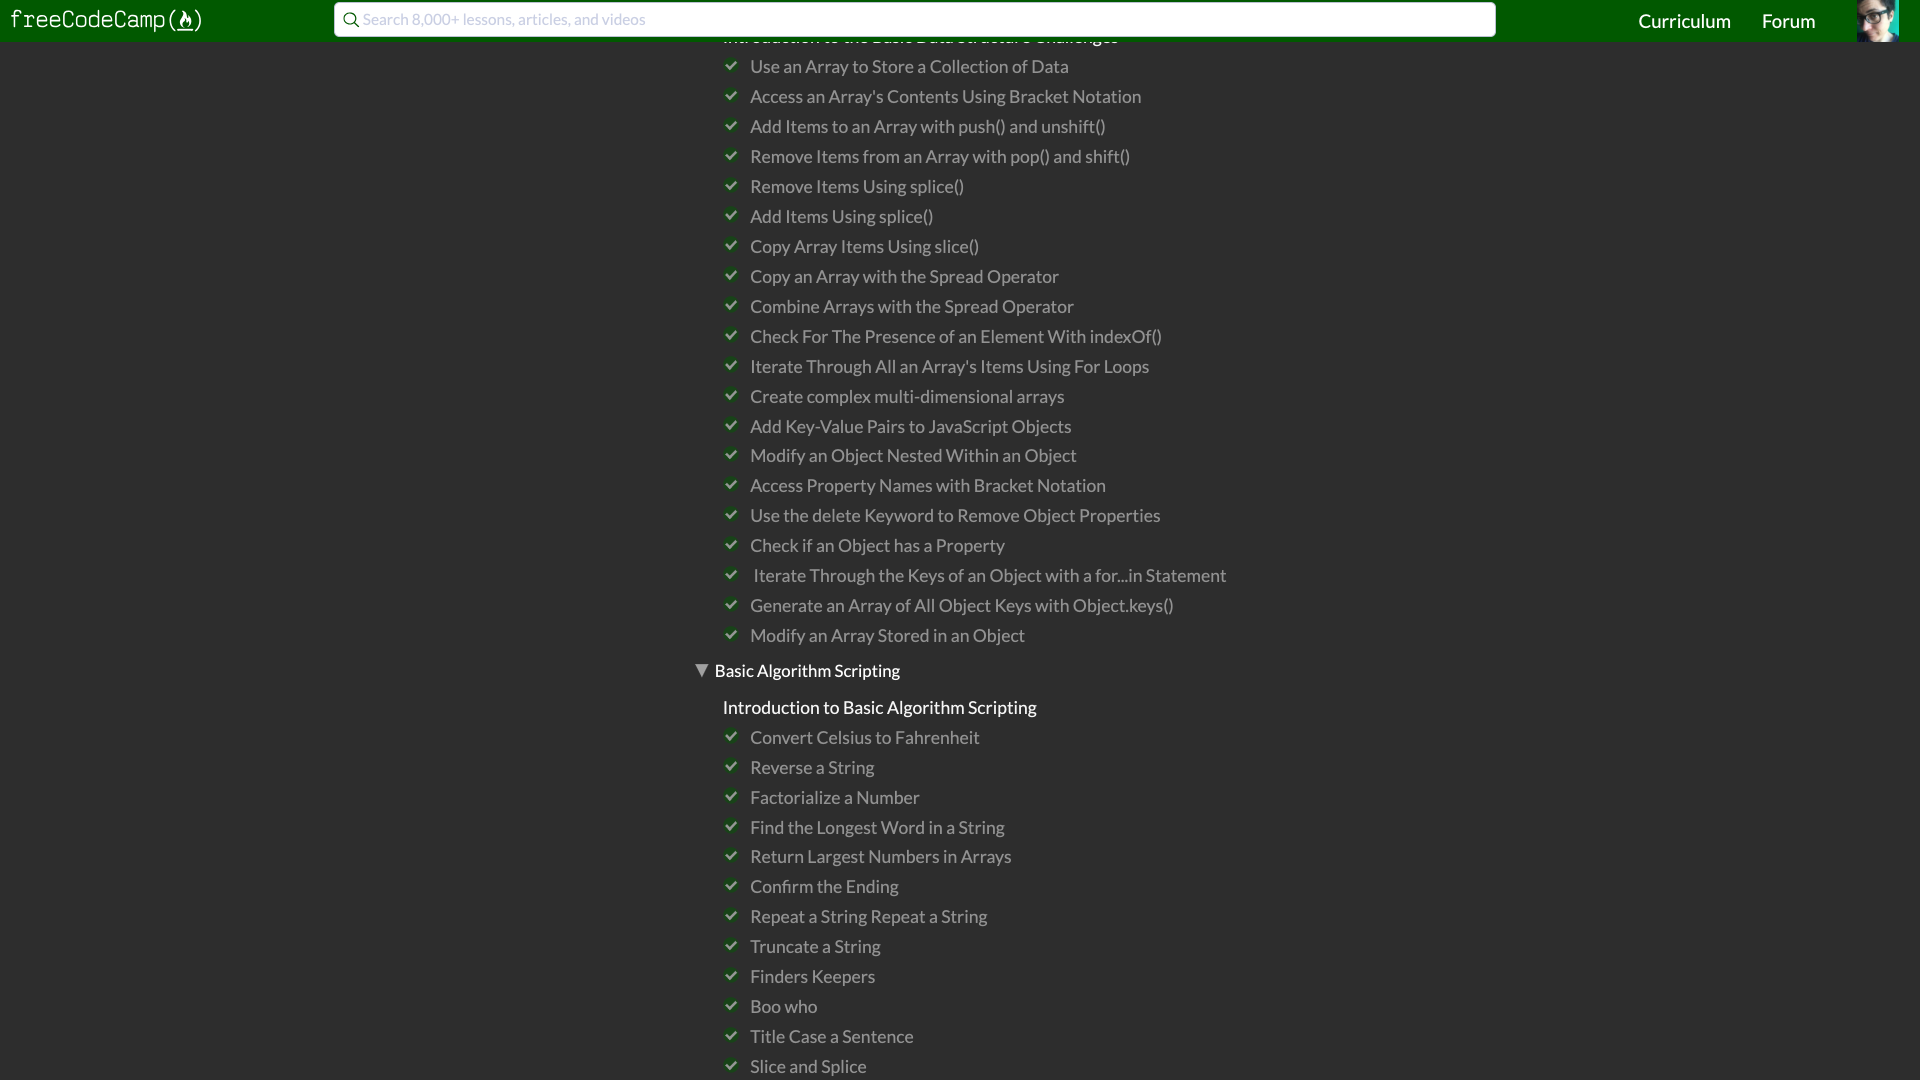 freeCodeCamp(🔥)
Search 8,000+ lessons, articles, and videos
Curriculum
Forum
Introduction to the Basic Data Structure Challenges
Use an Array to Store a Collection of Data
Access an Array's Contents Using Bracket Notation
Add Items to an Array with push() and unshift()
Remove Items from an Array with pop() and shift()
Remove Items Using splice()
Add Items Using splice()
Copy Array Items Using slice()
Copy an Array with the Spread Operator
Combine Arrays with the Spread Operator
Check For The Presence of an Element With indexOf()
Iterate Through All an Array's Items Using For Loops
Create complex multi-dimensional arrays
Add Key-Value Pairs to JavaScript Objects
Modify an Object Nested Within an Object
Access Property Names with Bracket Notation
Use the delete Keyword to Remove Object Properties
Check if an Object has a Property
Iterate Through the Keys of an Object with a for...in Statement
Generate an Array of All Object Keys with Object.keys()
Modify an Array Stored in an Object
Basic Algorithm Scripting
Introduction to Basic Algorithm Scripting
Convert Celsius to Fahrenheit
Reverse a String
Factorialize a Number
Find the Longest Word in a String
Return Largest Numbers in Arrays
Confirm the Ending
Repeat a String Repeat a String
Truncate a String
Finders Keepers
Boo who
Title Case a Sentence
Slice and Splice